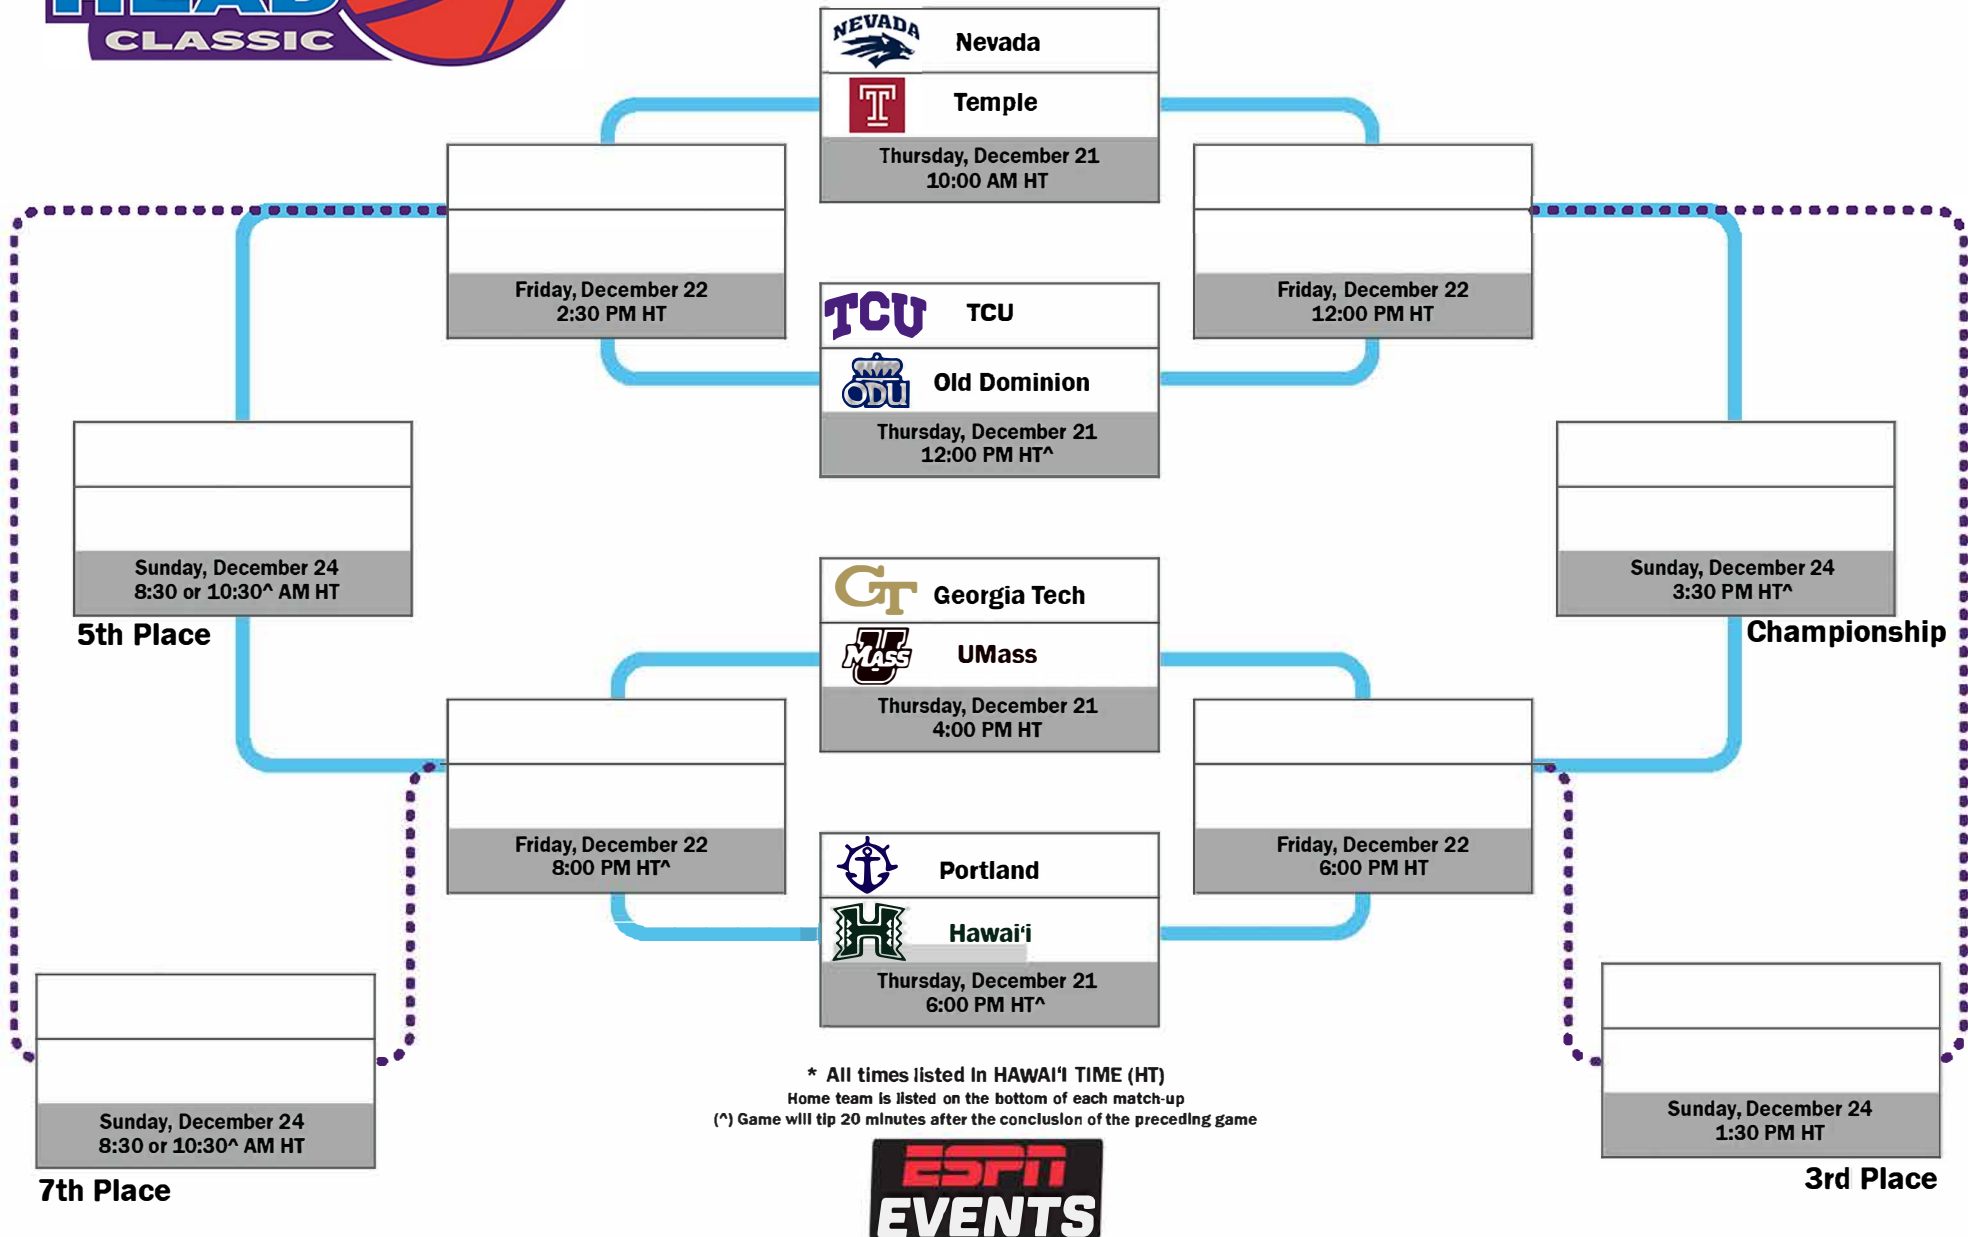 HEAD
CLASSIC
NEVADA
Nevada
T
Temple
Thursday, December 21
10:00 AM HT
Friday, December 22
2:30 PM HT
Friday, December 22
12:00 PM HT
TCU
TCU
ODU
Old Dominion
Thursday, December 21
12:00 PM HT^
Sunday, December 24
8:30 or 10:30^ AM HT
5th Place
Sunday, December 24
3:30 PM HT^
Championship
GT
Georgia Tech
U
MASS
UMass
Thursday, December 21
4:00 PM HT
Friday, December 22
8:00 PM HT^
Friday, December 22
6:00 PM HT
Portland
H
Hawai‘i
Thursday, December 21
6:00 PM HT^
Sunday, December 24
8:30 or 10:30^ AM HT
7th Place
Sunday, December 24
1:30 PM HT
3rd Place
* All times listed in HAWAI‘I TIME (HT)
Home team is listed on the bottom of each match-up
(^) Game will tip 20 minutes after the conclusion of the preceding game
ESPN
EVENTS